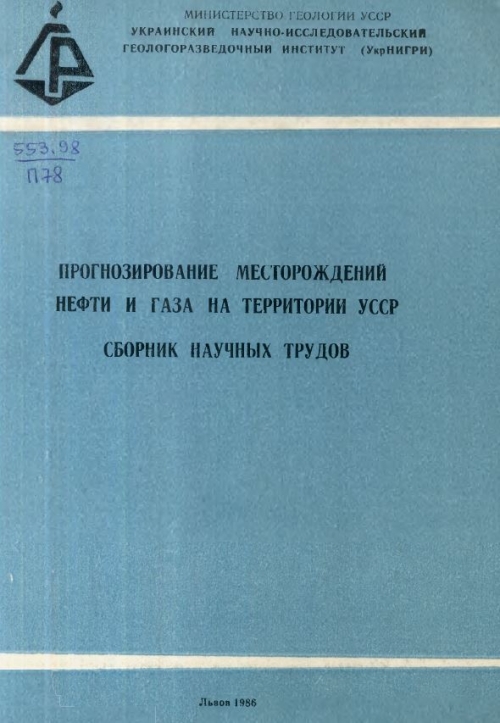 МИНИСТЕРСТВО ГЕОЛОГИИ УССР
УКРАИНСКИЙ НАУЧНО-ИССЛЕДОВАТЕЛЬСКИЙ
ГЕОЛОГОРАЗВЕДОЧНЫЙ ИНСТИТУТ (УкрНИГРИ)
553.98
П78
ПРОГНОЗИРОВАНИЕ МЕСТОРОЖДЕНИЙ
НЕФТИ И ГАЗА НА ТЕРРИТОРИИ УССР
СБОРНИК НАУЧНЫХ ТРУДОВ
Львов 1986